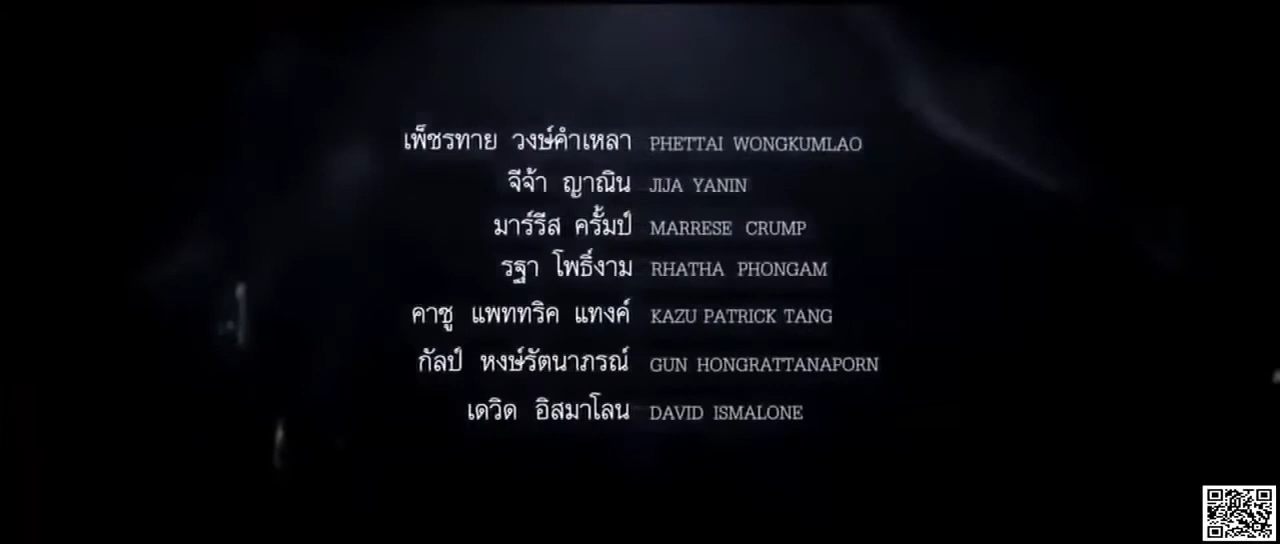 เพ็ชรทาย วงษ์คำเหลา PHETTAI WONGKUMLAO
จีจ้า ญาณิน JIJA YANIN
มาร์รีส ครั้มป์ MARRESE CRUMP
รฐา โพธิ์งาม RHATHA PHONGAM
คาซู แพททริค แทงค์ KAZU PATRICK TANG
กัลป์ หงษ์รัตนาภรณ์ GUN HONGRATTANAPORN
เดวิด อิสมาโลน DAVID ISMALONE